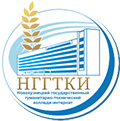 НГГТКИ
Новокузнецкий государственный
гуманитарно-технический
колледж-интернат